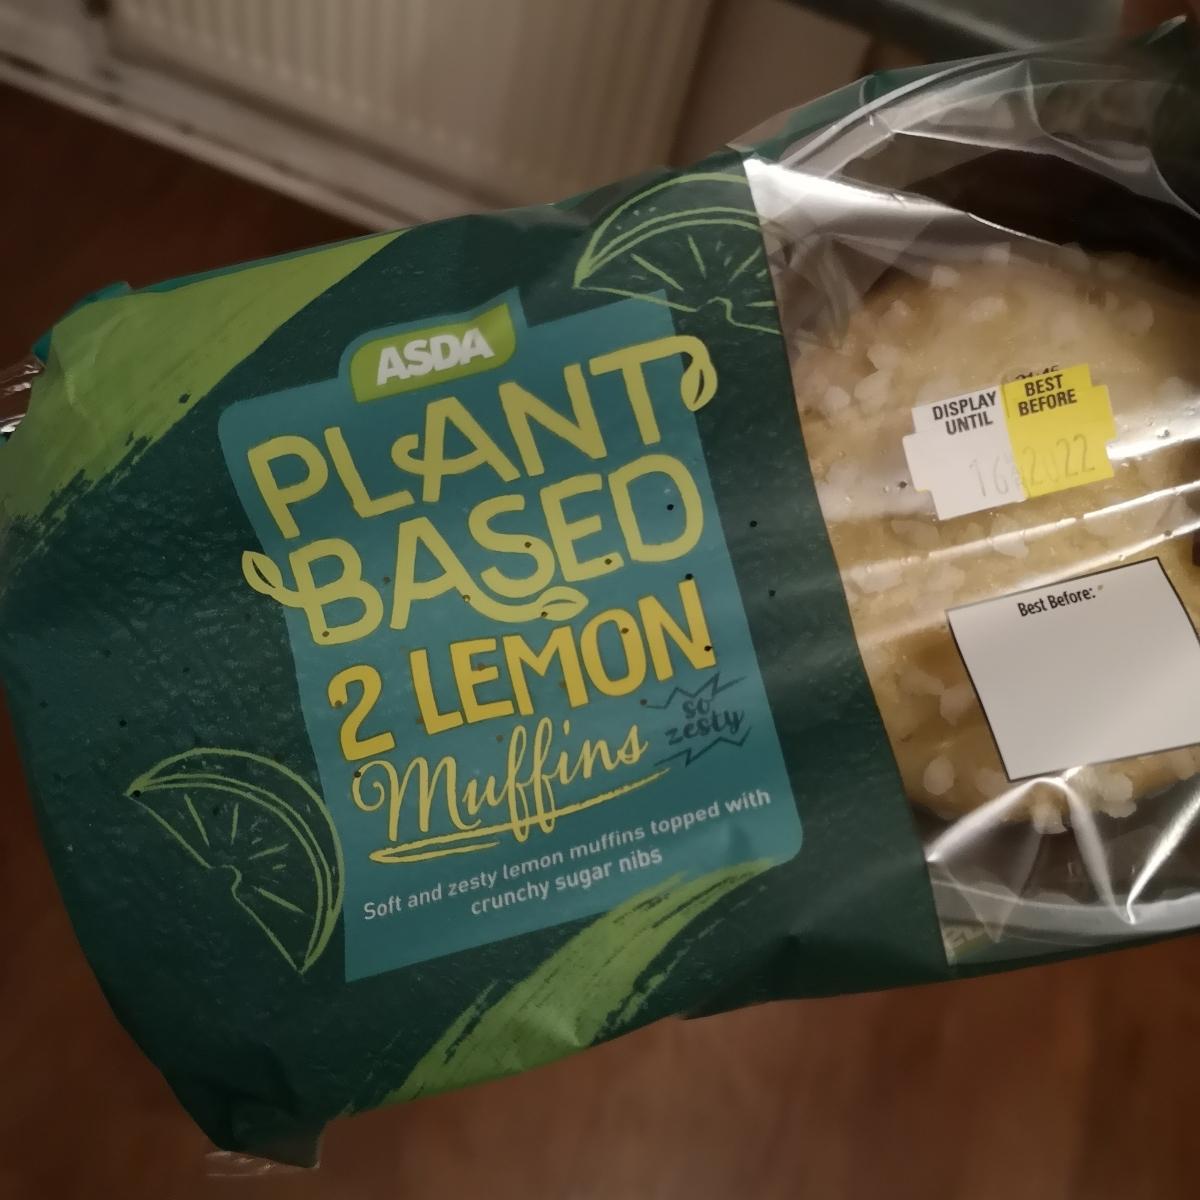 ASDA
PLANT
BASED
2 LEMON
Muffins
so
zesty
Soft and zesty lemon muffins topped with
crunchy sugar nibs
DISPLAY
UNTIL
BEST
BEFORE
Best Before: